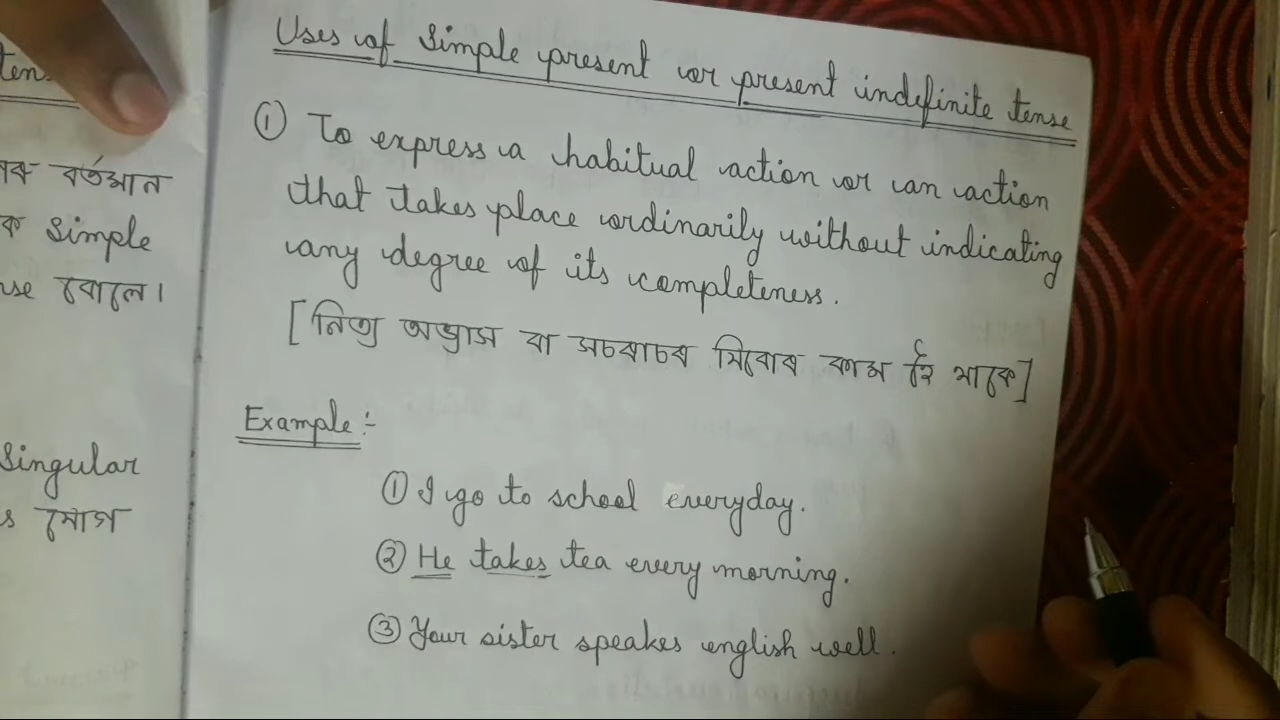 Uses of Simple present or present indefinite tense
① To express a habitual action or an action
that takes place ordinarily without indicating
any degree of its completeness.
[নিত্য অভ্যাস বা সচৰাচৰ কাম থাকে]
Example :-
① I go to school everyday.
② He takes tea every morning.
③ Your sister speakes english well.
বৰ্তমান
ক Simple
বোলে।
Singular
s যোগ